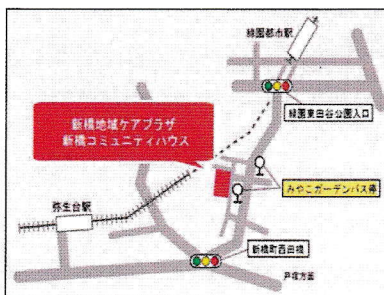 緑園都市駅
緑園東田谷公園入口
新橋地域ケアプラザ
新橋コミュニティハウス
みやこガーデンバス停
弥生台駅
新橋町西田橋
戸塚方面